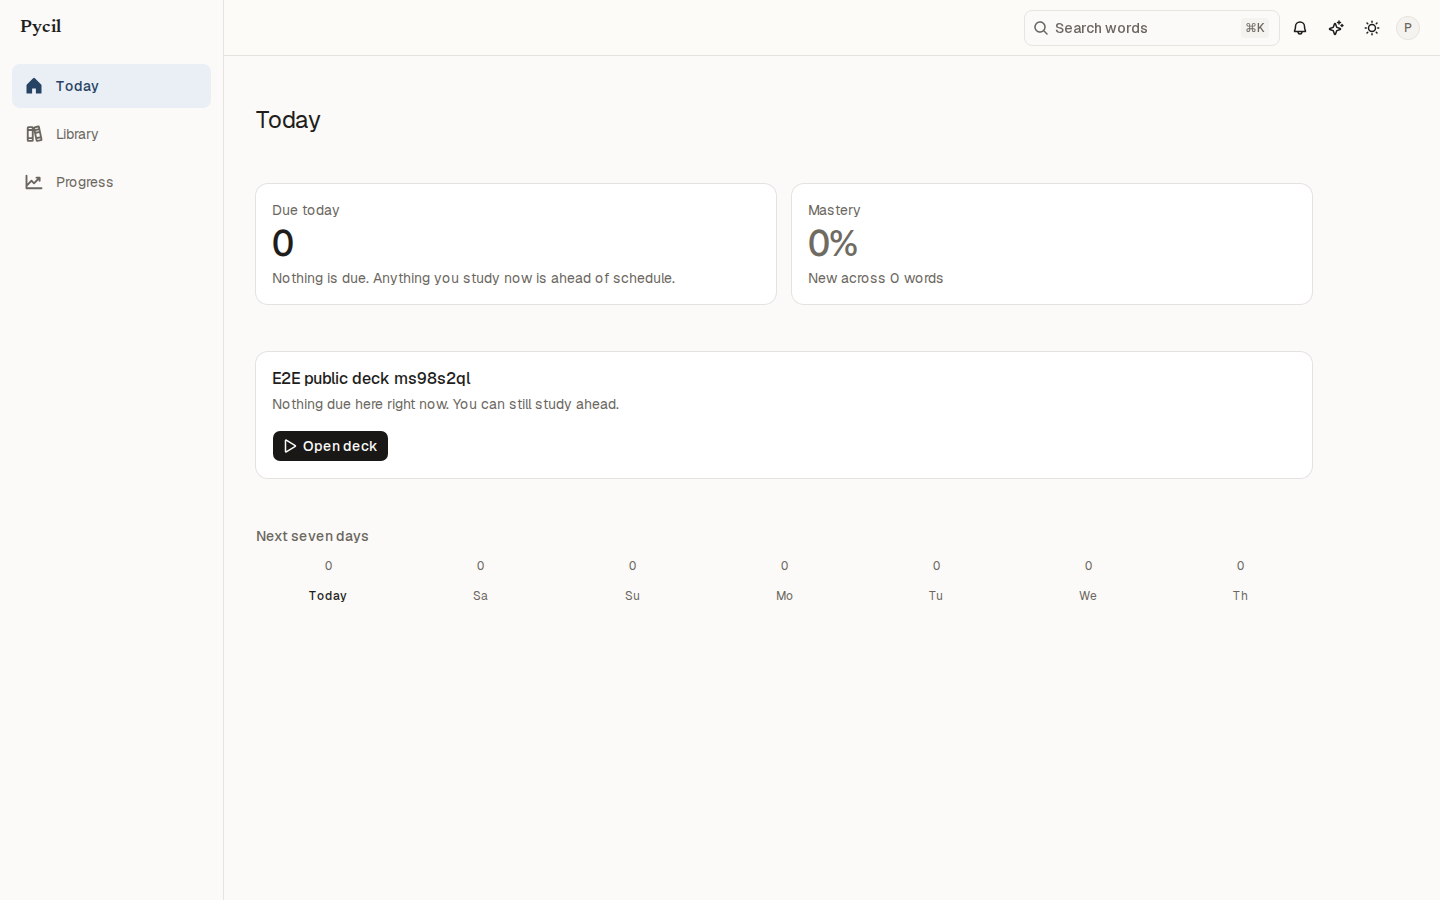 Pycil
Search words
⌘K
P
Today
Library
Progress
Today
Due today
0
Nothing is due. Anything you study now is ahead of schedule.
Mastery
0%
New across 0 words
E2E public deck ms98s2ql
Nothing due here right now. You can still study ahead.
Open deck
Next seven days
0 0 0 0 0 0 0
Today Sa Su Mo Tu We Th